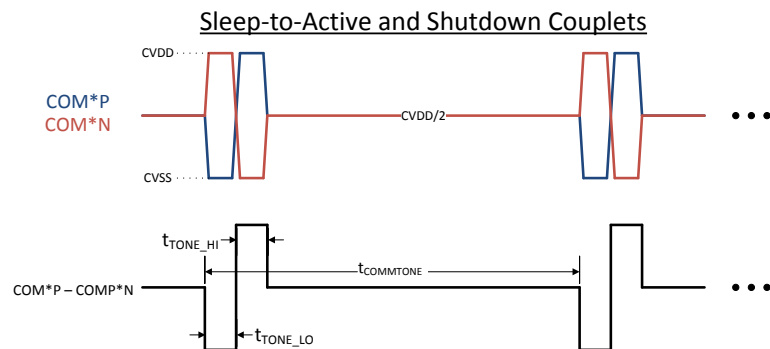 Sleep-to-Active and Shutdown Couplets
CVDD
COM*P
COM*N
CVDD/2
CVSS
tTONE_HI
tCOMMTONE
COM*P – COMP*N
tTONE_LO